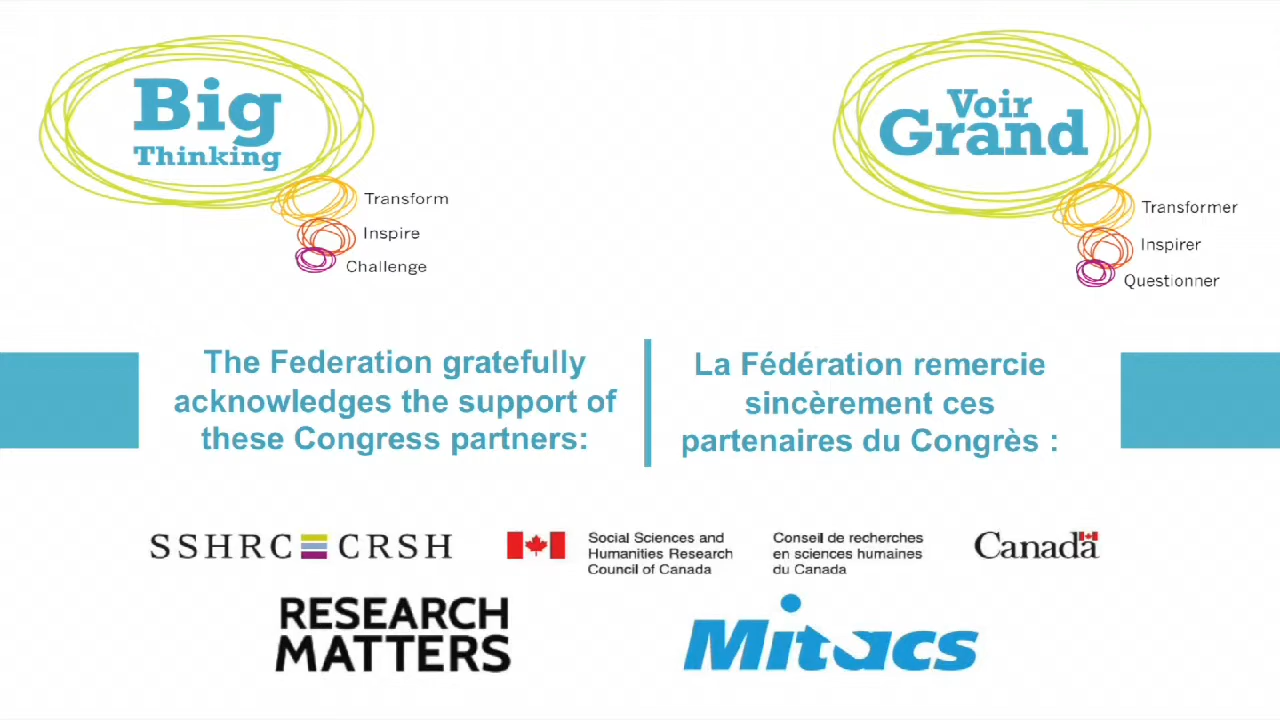 Big
Thinking
Transform
Inspire
Challenge
Voir
Grand
Transformer
Inspirer
Questionner
The Federation gratefully
acknowledges the support of
these Congress partners:
La Fédération remercie
sincèrement ces
partenaires du Congrès :
SSHRC CRSH
Social Sciences and
Humanities Research
Council of Canada
Conseil de recherches
en sciences humaines
du Canada
Canada
RESEARCH
MATTERS
Mitacs